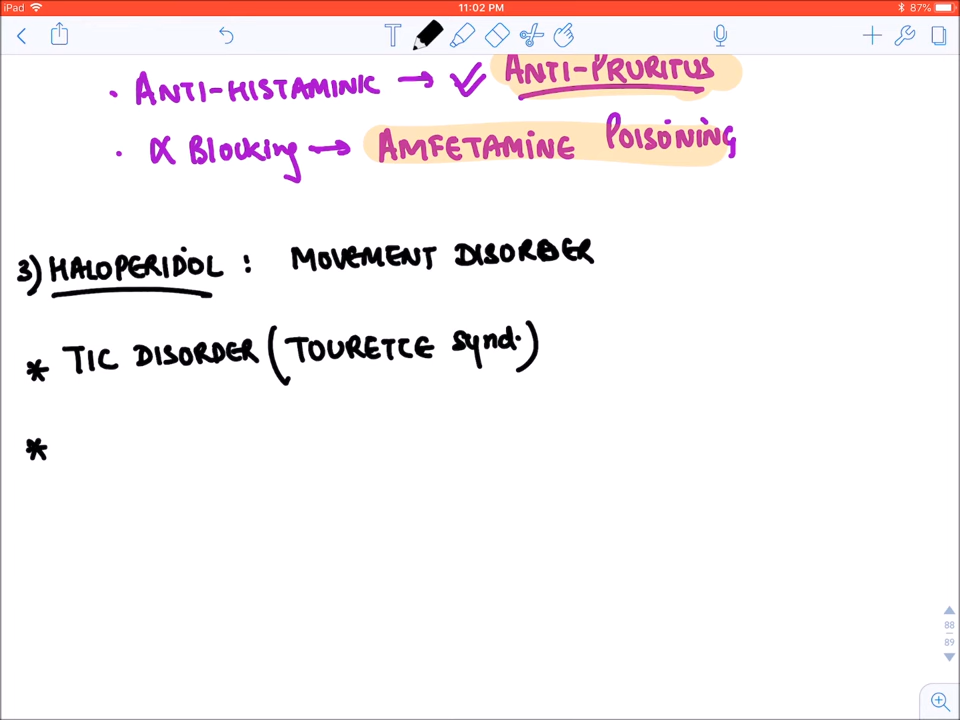 iPad 11:02 PM 87%
T
• ANTI-HISTAMINIC → ✓ ANTI-PRURITUS
• α Blocking → AMFETAMINE POISONING
3) HALOPERIDOL : MOVEMENT DISORDER
* TIC DISORDER (TOURETTE Synd.)
*
88
89